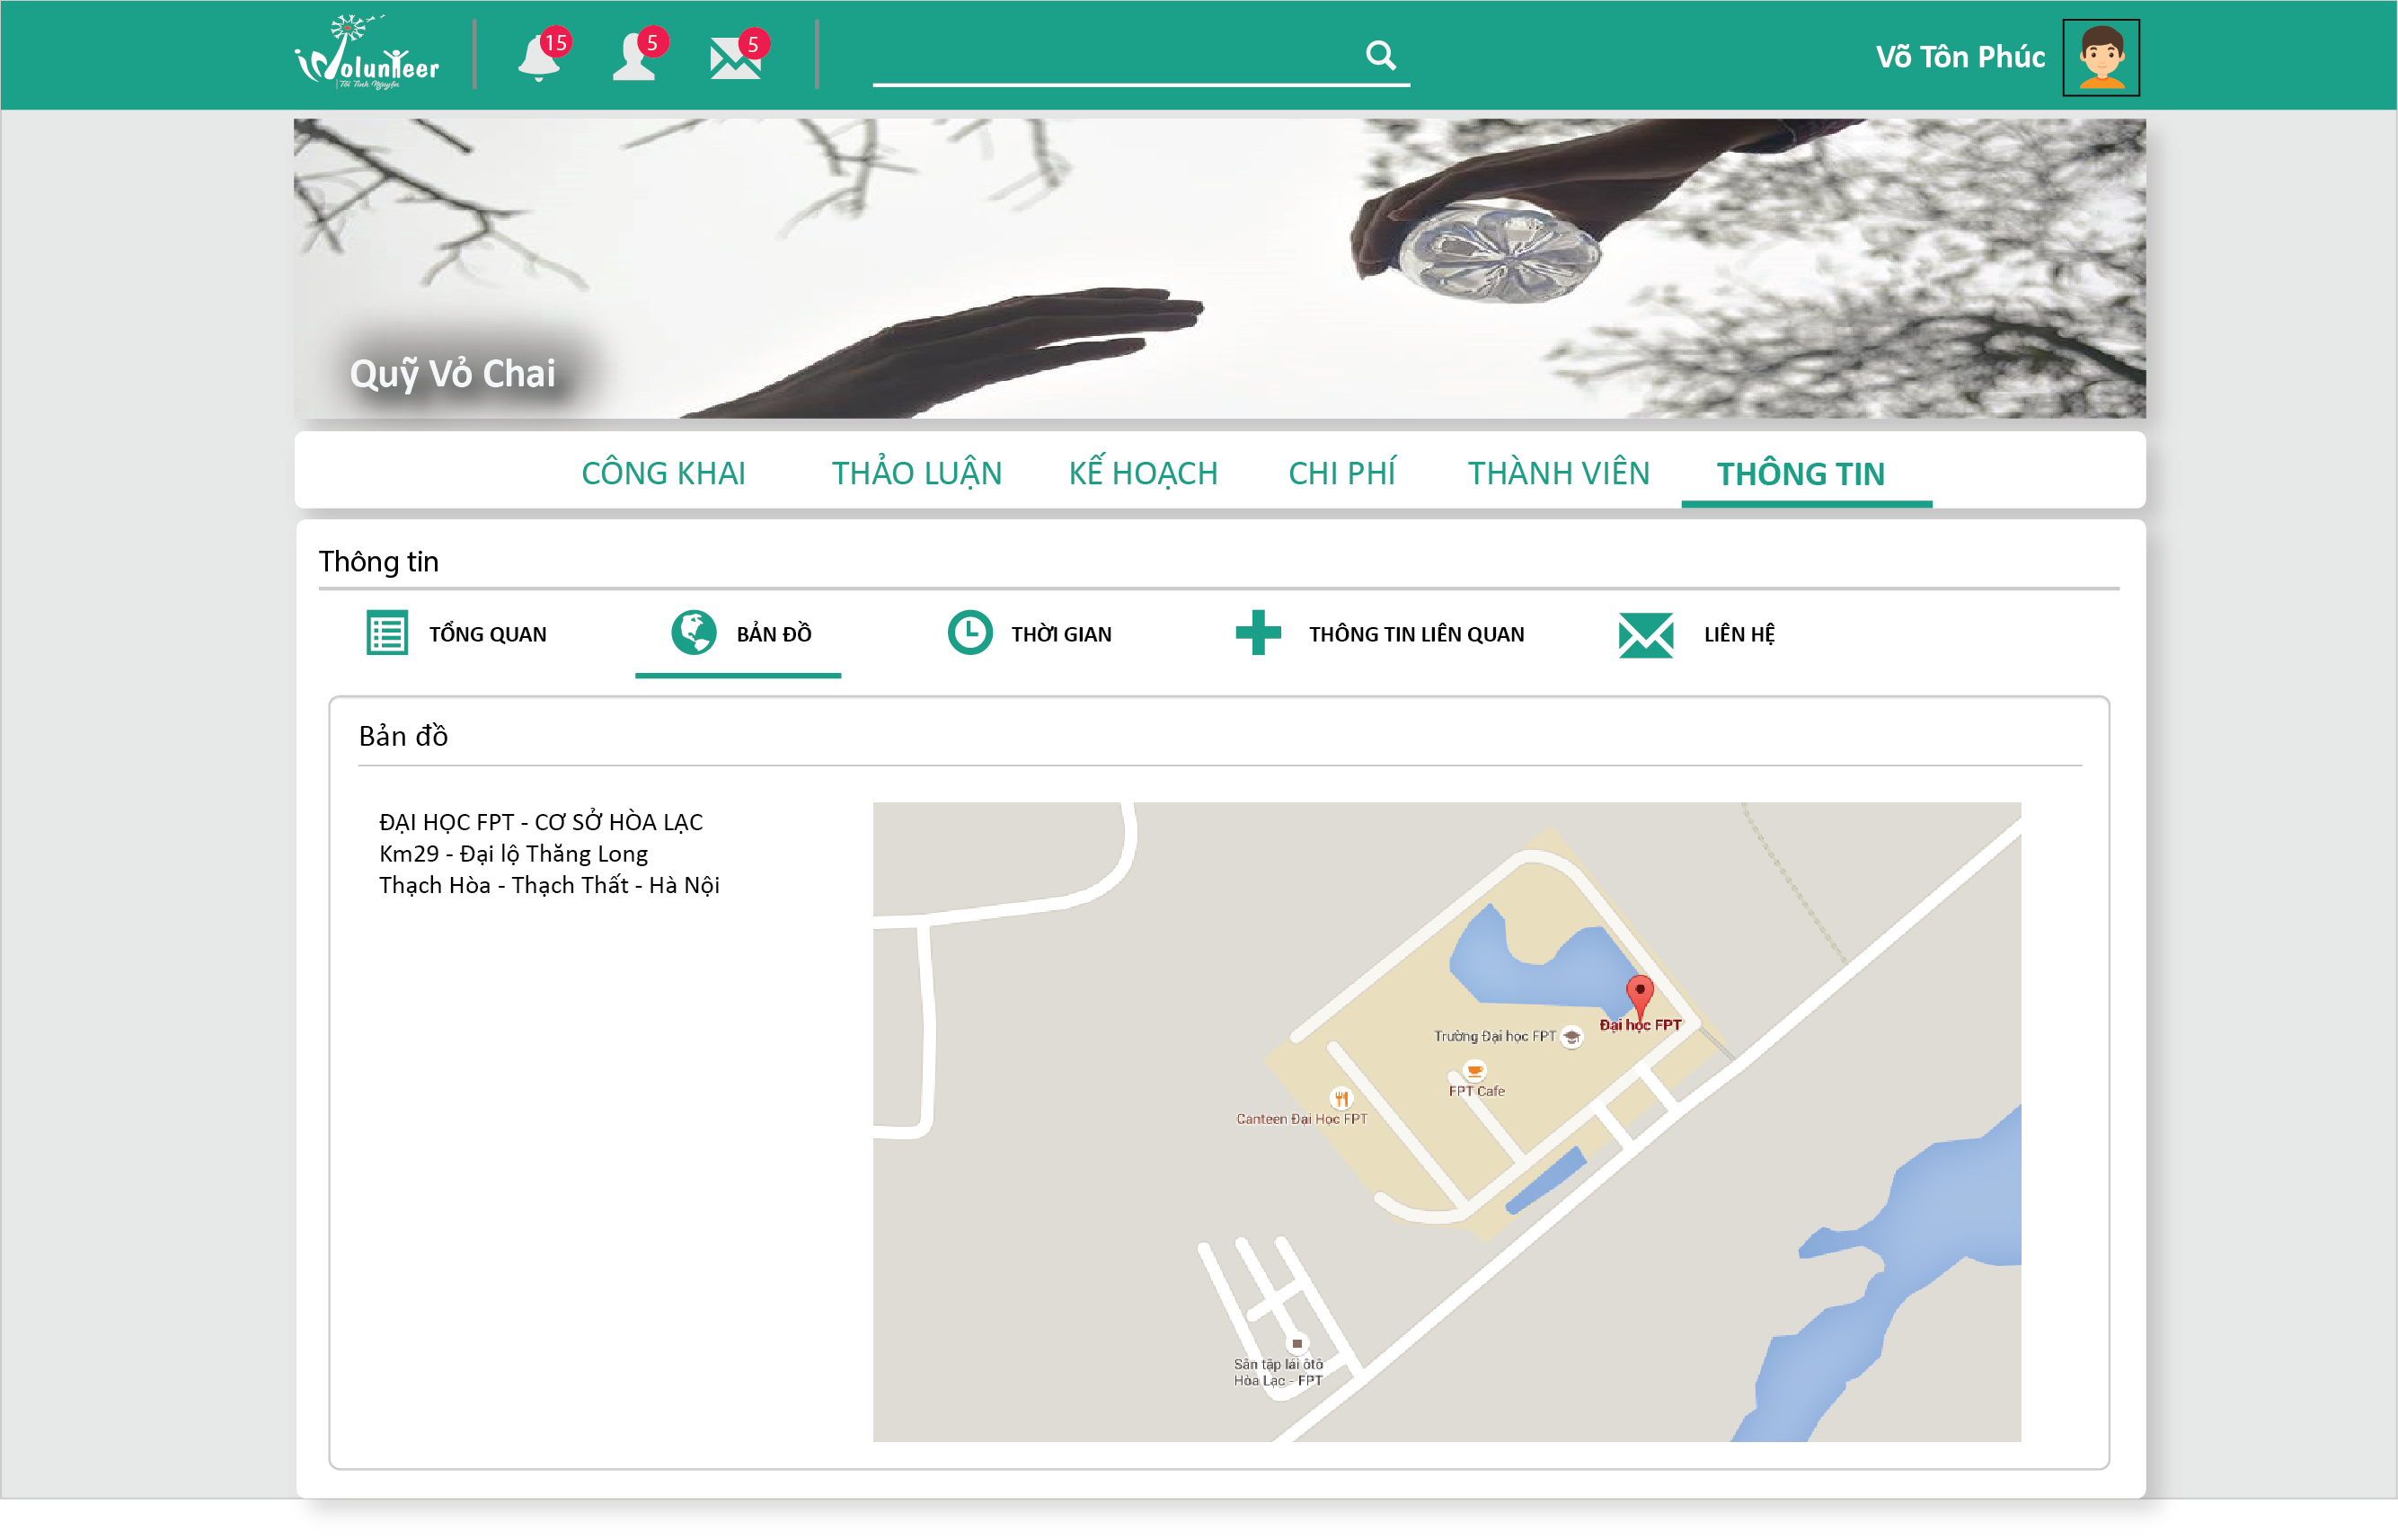 Volunteer
Tôi Tình Nguyện
15
5
5
Võ Tôn Phúc
Quỹ Vỏ Chai
CÔNG KHAI
THẢO LUẬN
KẾ HOẠCH
CHI PHÍ
THÀNH VIÊN
THÔNG TIN
Thông tin
TỔNG QUAN
BẢN ĐỒ
THỜI GIAN
THÔNG TIN LIÊN QUAN
LIÊN HỆ
Bản đồ
ĐẠI HỌC FPT - CƠ SỞ HÒA LẠC
Km29 - Đại lộ Thăng Long
Thạch Hòa - Thạch Thất - Hà Nội
Đại học FPT
Trường Đại học FPT
FPT Cafe
Canteen Đại Học FPT
Sân tập lái ôtô
Hòa Lạc - FPT